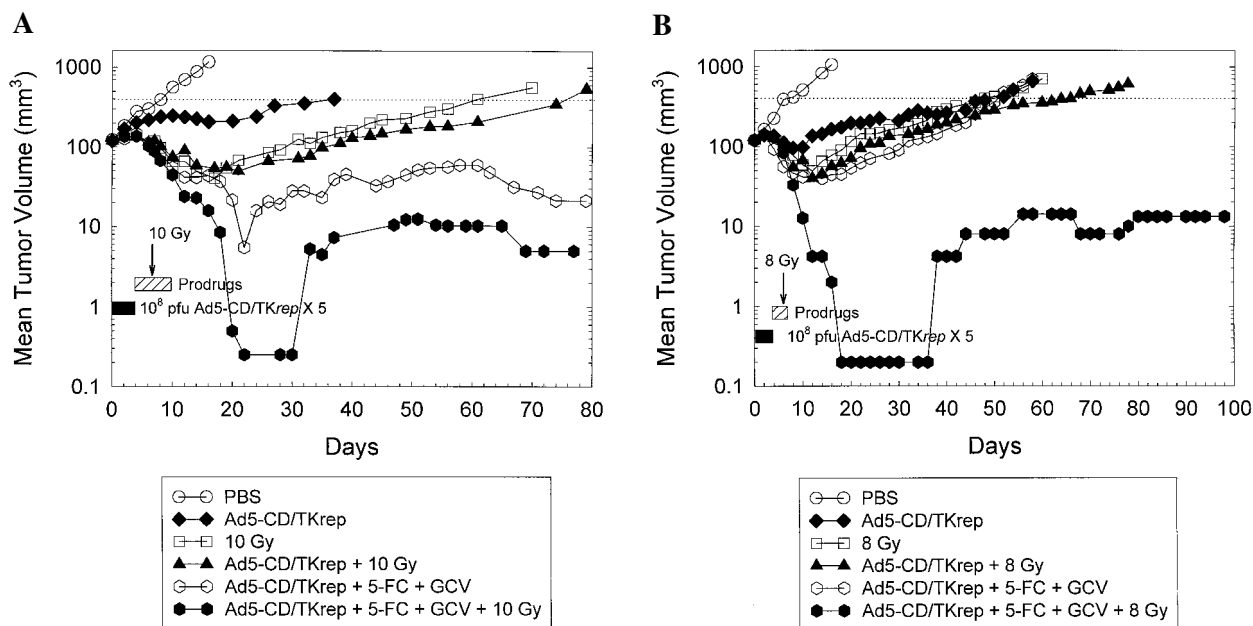 A
Mean Tumor Volume (mm³)
1000
100
10
1
0.1
10 Gy
Prodrugs
10⁸ pfu Ad5-CD/TKrep X 5
0 10 20 30 40 50 60 70 80
Days
PBS
Ad5-CD/TKrep
10 Gy
Ad5-CD/TKrep + 10 Gy
Ad5-CD/TKrep + 5-FC + GCV
Ad5-CD/TKrep + 5-FC + GCV + 10 Gy
B
Mean Tumor Volume (mm³)
1000
100
10
1
0.1
8 Gy
Prodrugs
10⁸ pfu Ad5-CD/TKrep X 5
0 10 20 30 40 50 60 70 80 90 100
Days
PBS
Ad5-CD/TKrep
8 Gy
Ad5-CD/TKrep + 8 Gy
Ad5-CD/TKrep + 5-FC + GCV
Ad5-CD/TKrep + 5-FC + GCV + 8 Gy